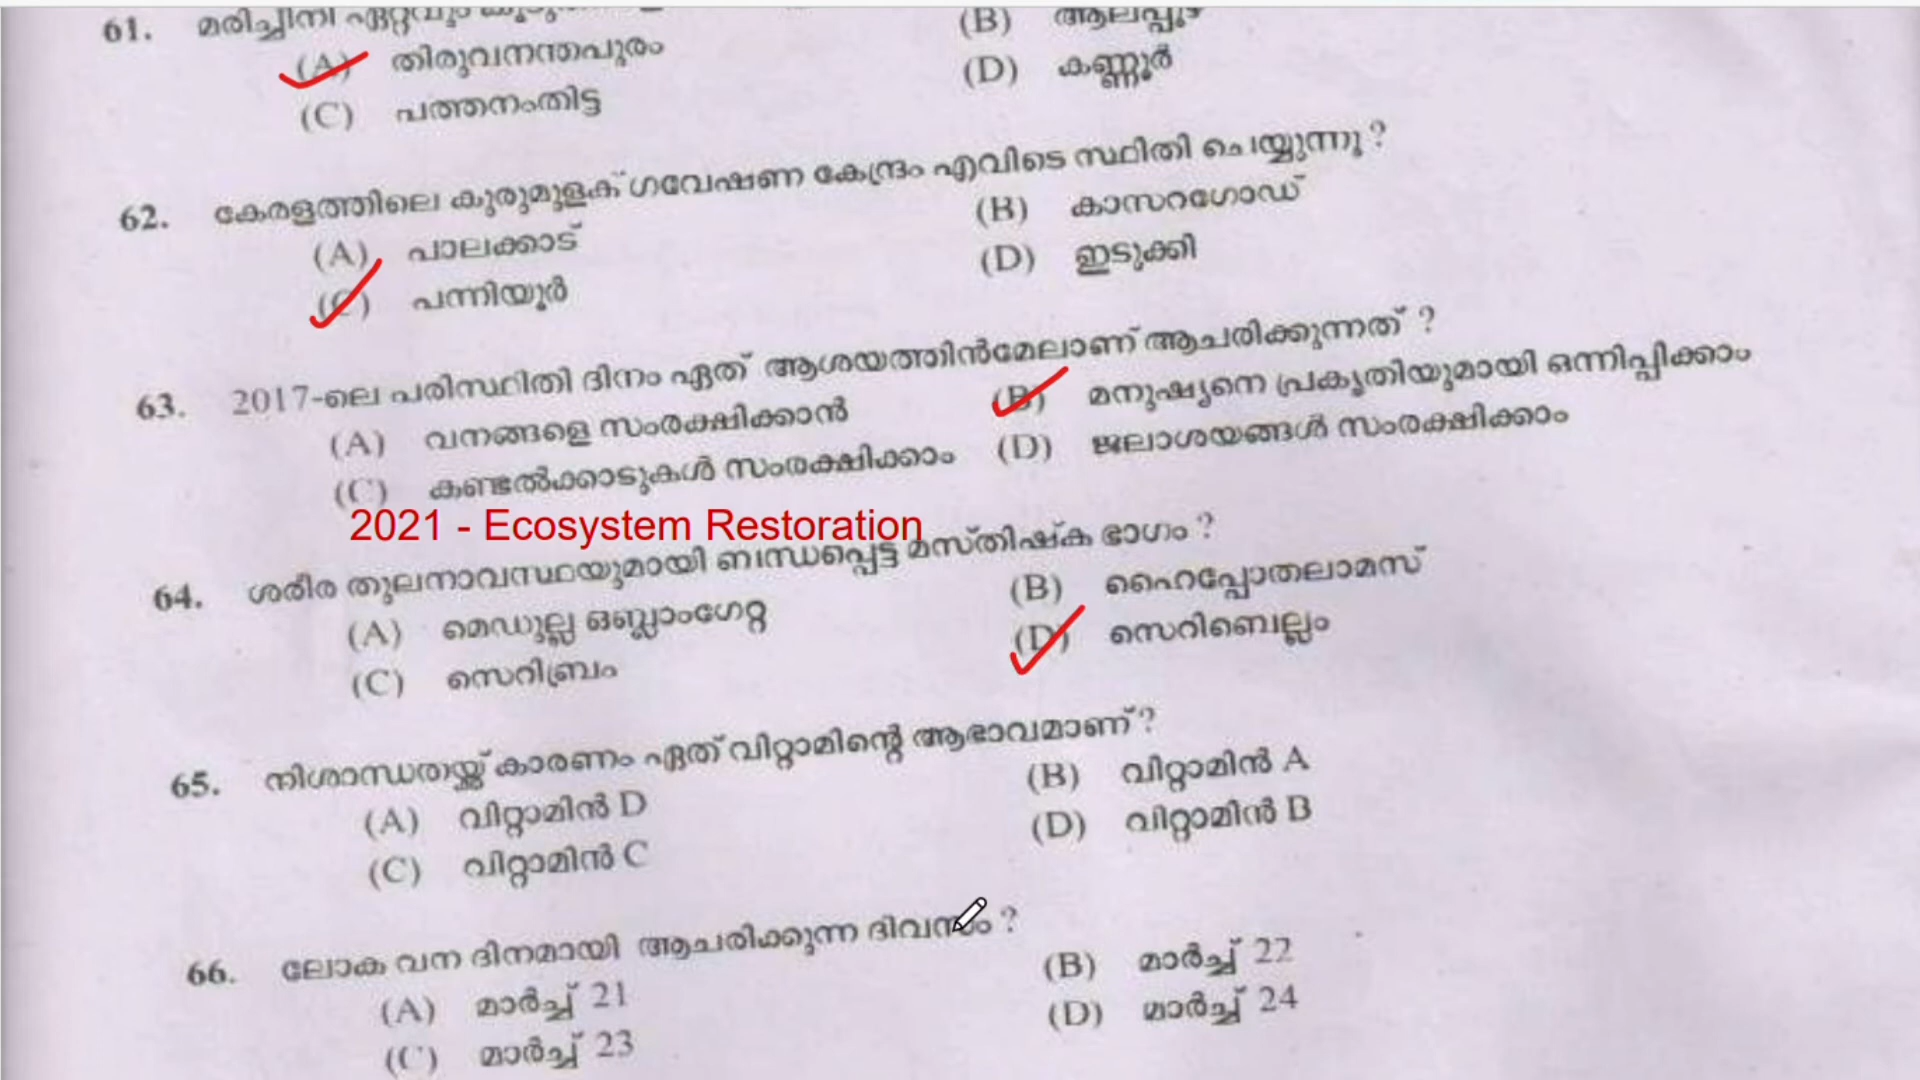 61. മരിച്ചീനി ഏറ്റവും
(A) തിരുവനന്തപുരം (B) ആലപ്പുഴ
(C) പത്തനംതിട്ട (D) കണ്ണൂർ
62. കേരളത്തിലെ കുരുമുളക് ഗവേഷണ കേന്ദ്രം എവിടെ സ്ഥിതി ചെയ്യുന്നു ?
(A) പാലക്കാട് (B) കാസറഗോഡ്
(C) പന്നിയൂർ (D) ഇടുക്കി
63. 2017-ലെ പരിസ്ഥിതി ദിനം ഏത് ആശയത്തിൻമേലാണ് ആചരിക്കുന്നത് ?
(A) വനങ്ങളെ സംരക്ഷിക്കാൻ (B) മനുഷ്യനെ പ്രകൃതിയുമായി ഒന്നിപ്പിക്കാം
(C) കണ്ടൽക്കാടുകൾ സംരക്ഷിക്കാം (D) ജലാശയങ്ങൾ സംരക്ഷിക്കാം
2021 - Ecosystem Restoration
64. ശരീര തുലനാവസ്ഥയുമായി ബന്ധപ്പെട്ട മസ്തിഷ്ക ഭാഗം ?
(A) മെഡുല്ല ഒബ്ലാംഗേറ്റ (B) ഹൈപ്പോതലാമസ്
(C) സെറിബ്രം (D) സെറിബെല്ലം
65. നിശാന്ധതയ്ക്ക് കാരണം ഏത് വിറ്റാമിന്റെ ആഭാവമാണ് ?
(A) വിറ്റാമിൻ D (B) വിറ്റാമിൻ A
(C) വിറ്റാമിൻ C (D) വിറ്റാമിൻ B
66. ലോക വന ദിനമായി ആചരിക്കുന്ന ദിവസം ?
(A) മാർച്ച് 21 (B) മാർച്ച് 22
(C) മാർച്ച് 23 (D) മാർച്ച് 24